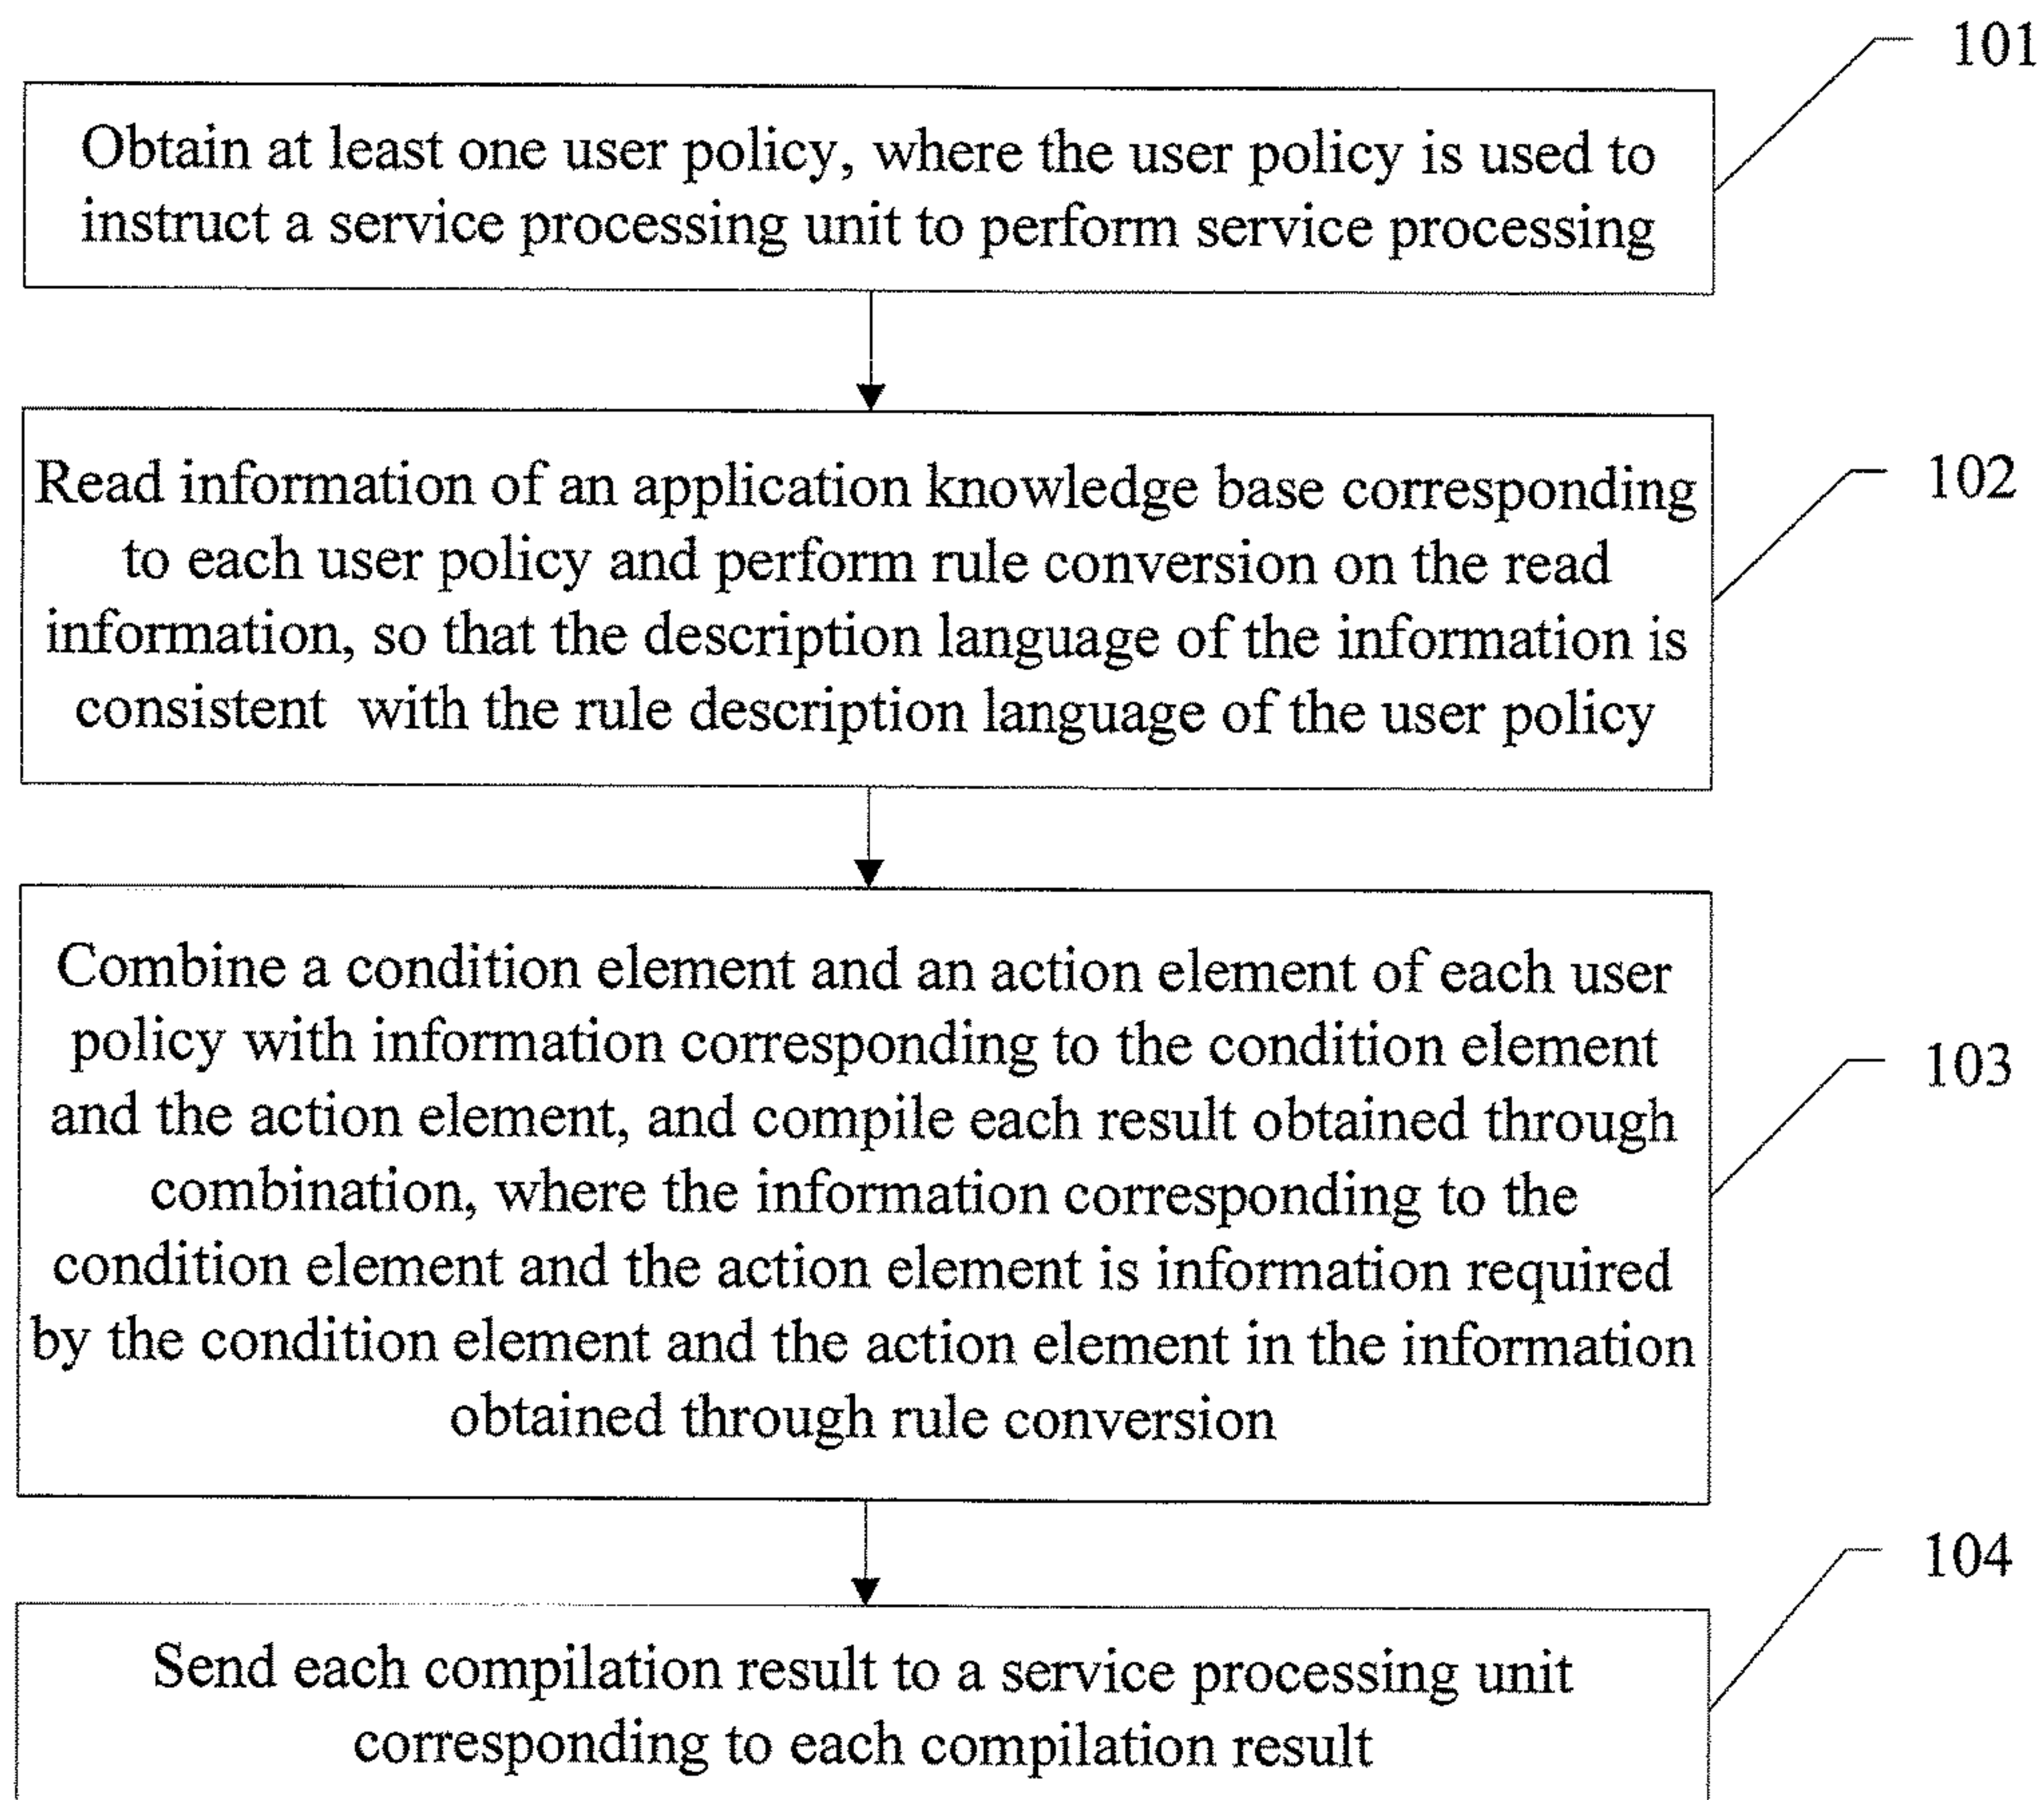 101
Obtain at least one user policy, where the user policy is used to
instruct a service processing unit to perform service processing
102
Read information of an application knowledge base corresponding
to each user policy and perform rule conversion on the read
information, so that the description language of the information is
consistent with the rule description language of the user policy
103
Combine a condition element and an action element of each user
policy with information corresponding to the condition element
and the action element, and compile each result obtained through
combination, where the information corresponding to the
condition element and the action element is information required
by the condition element and the action element in the information
obtained through rule conversion
104
Send each compilation result to a service processing unit
corresponding to each compilation result